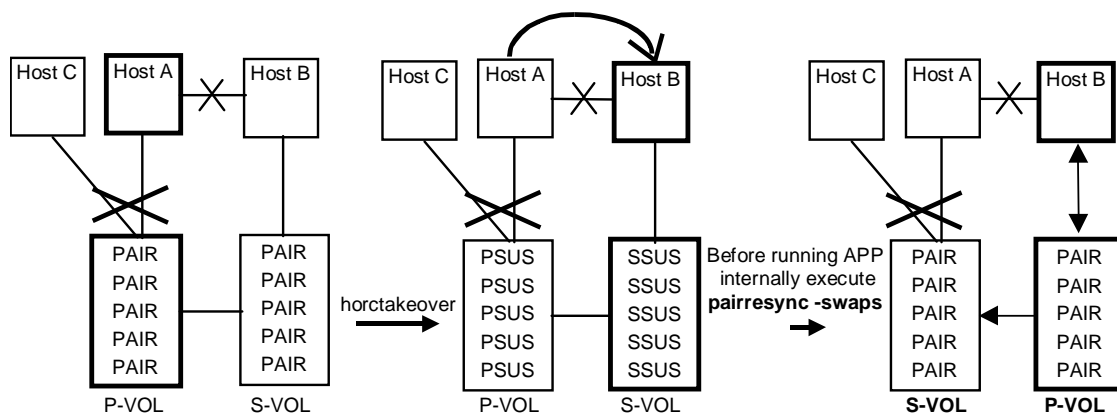 Host C
Host A
Host B
PAIR
PAIR
PAIR
PAIR
PAIR
P-VOL
PAIR
PAIR
PAIR
PAIR
PAIR
S-VOL
horctakeover
Host C
Host A
Host B
PSUS
PSUS
PSUS
PSUS
PSUS
P-VOL
SSUS
SSUS
SSUS
SSUS
SSUS
S-VOL
Before running APP
internally execute
pairresync -swaps
Host C
Host A
Host B
PAIR
PAIR
PAIR
PAIR
PAIR
S-VOL
PAIR
PAIR
PAIR
PAIR
PAIR
P-VOL